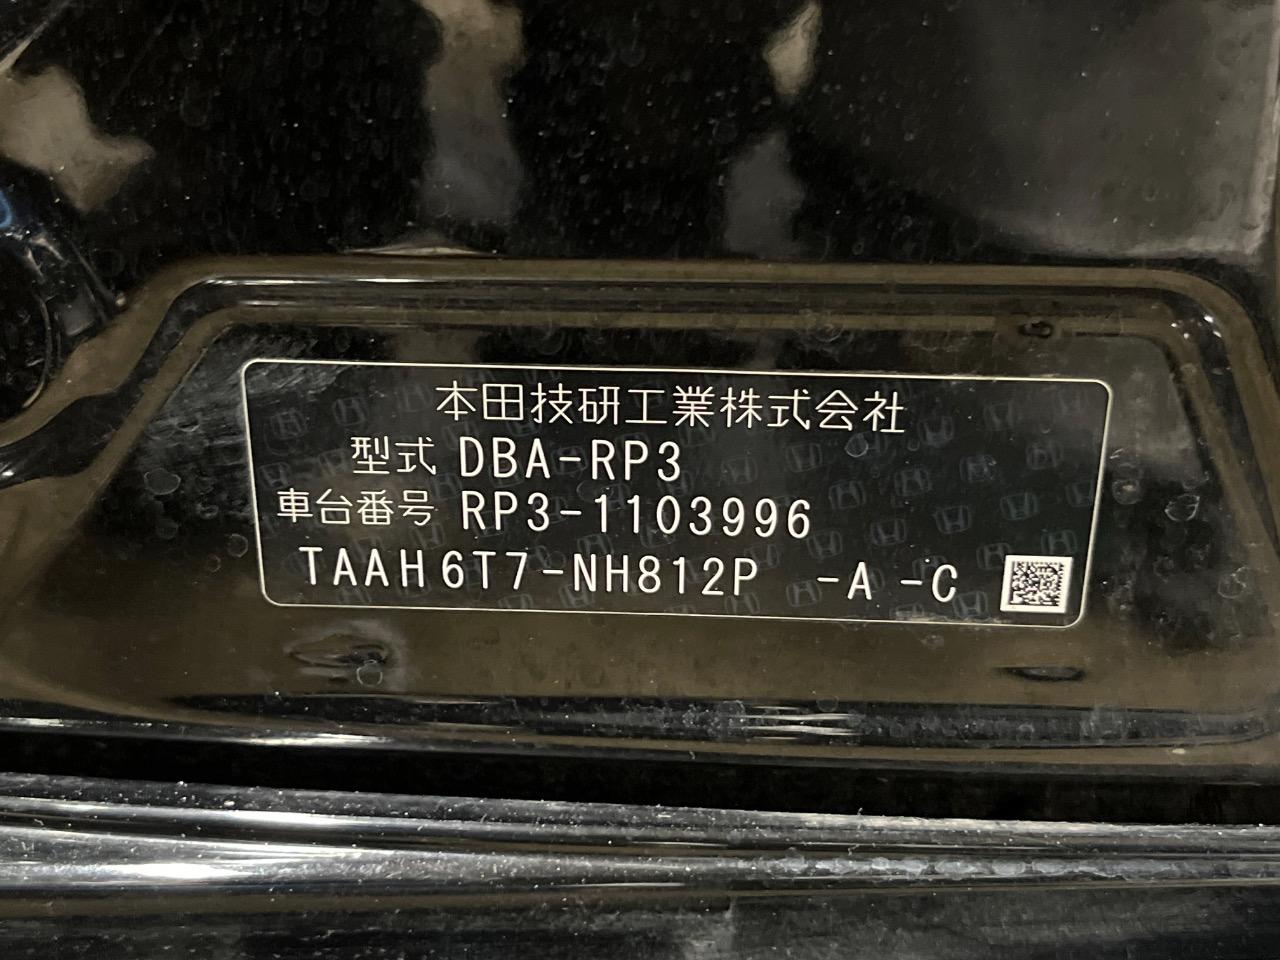 本田技研工業株式会社
型式 DBA-RP3
車台番号 RP3-1103996
TAAH6T7-NH812P -A -C